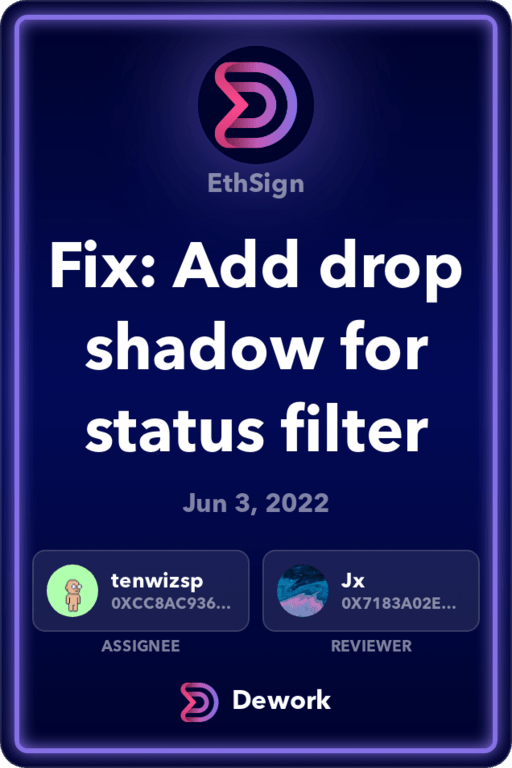 EthSign
Fix: Add drop
shadow for
status filter
Jun 3, 2022
tenwizsp
0XCC8AC936...
Jx
0X7183A02E...
ASSIGNEE
REVIEWER
Dework